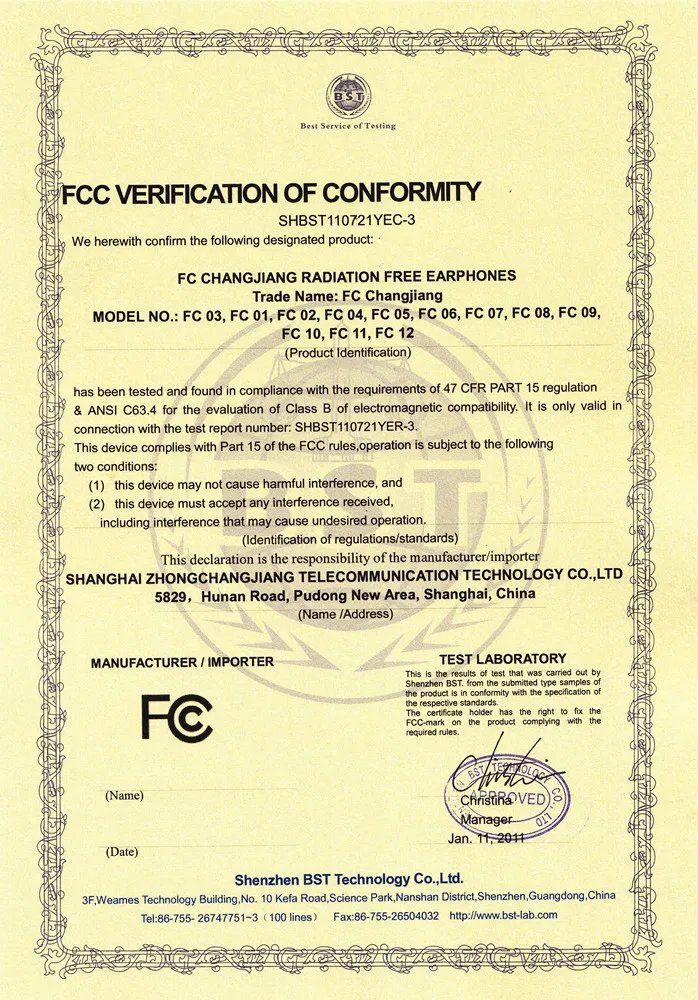 BST
Best Service of Testing
FCC VERIFICATION OF CONFORMITY
SHBST110721YEC-3
We herewith confirm the following designated product:
FC CHANGJIANG RADIATION FREE EARPHONES
Trade Name: FC Changjiang
MODEL NO.: FC 03, FC 01, FC 02, FC 04, FC 05, FC 06, FC 07, FC 08, FC 09,
FC 10, FC 11, FC 12
(Product Identification)
has been tested and found in compliance with the requirements of 47 CFR PART 15 regulation
& ANSI C63.4 for the evaluation of Class B of electromagnetic compatibility. It is only valid in
connection with the test report number: SHBST110721YER-3.
This device complies with Part 15 of the FCC rules,operation is subject to the following
two conditions:
(1) this device may not cause harmful interference, and
(2) this device must accept any interference received,
including interference that may cause undesired operation.
(Identification of regulations/standards)
This declaration is the responsibility of the manufacturer/importer
SHANGHAI ZHONGCHANGJIANG TELECOMMUNICATION TECHNOLOGY CO.,LTD
5829, Hunan Road, Pudong New Area, Shanghai, China
(Name /Address)
MANUFACTURER / IMPORTER
FC
(Name)
(Date)
TEST LABORATORY
This is the results of test that was carried out by
Shenzhen BST. from the submitted type samples of
the product is in conformity with the specification of
the respective standards.
The certificate holder has the right to fix the
FCC-mark on the product complying with the
required rules.
BST TECHNOLOGY CO., LTD
APPROVED
Christina
Manager
Jan. 11, 2011
Shenzhen BST Technology Co.,Ltd.
3F,Weames Technology Building,No. 10 Kefa Road,Science Park,Nanshan District,Shenzhen,Guangdong,China
Tel:86-755- 26747751~3（100 lines） Fax:86-755-26504032 http://www.bst-lab.com